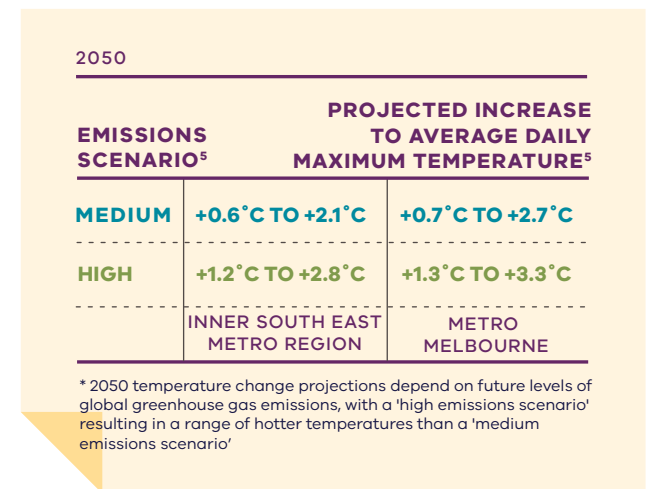 2050
EMISSIONS
SCENARIO⁵
PROJECTED INCREASE
TO AVERAGE DAILY
MAXIMUM TEMPERATURE⁵
MEDIUM +0.6˚C TO +2.1˚C +0.7˚C TO +2.7˚C
HIGH +1.2˚C TO +2.8˚C +1.3˚C TO +3.3˚C
INNER SOUTH EAST
METRO REGION
METRO
MELBOURNE
* 2050 temperature change projections depend on future levels of
global greenhouse gas emissions, with a 'high emissions scenario'
resulting in a range of hotter temperatures than a 'medium
emissions scenario’